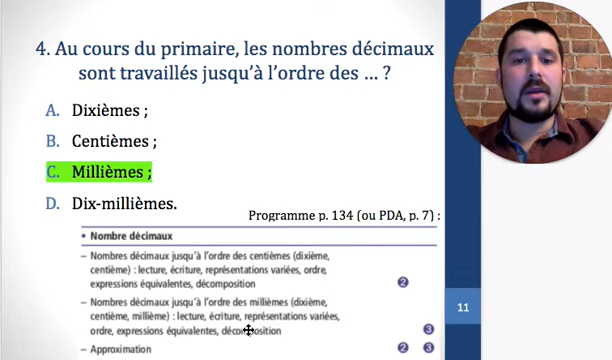 4. Au cours du primaire, les nombres décimaux
sont travaillés jusqu'à l'ordre des ... ?
A. Dixièmes ;
B. Centièmes ;
C. Millièmes ;
D. Dix-millièmes.
Programme p. 134 (ou PDA, p. 7) :
• Nombre décimaux
– Nombres décimaux jusqu'à l'ordre des centièmes (dixième,
centième) : lecture, écriture, représentations variées, ordre,
expressions équivalentes, décomposition 2
– Nombres décimaux jusqu'à l'ordre des millièmes (dixième,
centième, millième) : lecture, écriture, représentations variées,
ordre, expressions équivalentes, décomposition 3
– Approximation 2 3
11